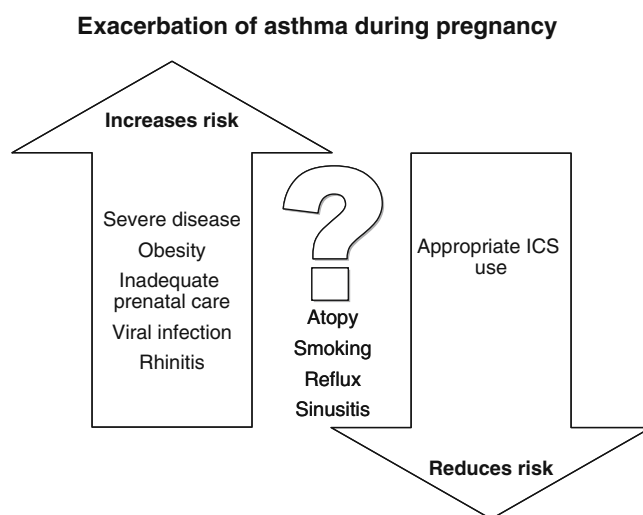 Exacerbation of asthma during pregnancy
Increases risk
Severe disease
Obesity
Inadequate
prenatal care
Viral infection
Rhinitis
?
Atopy
Smoking
Reflux
Sinusitis
Appropriate ICS
use
Reduces risk